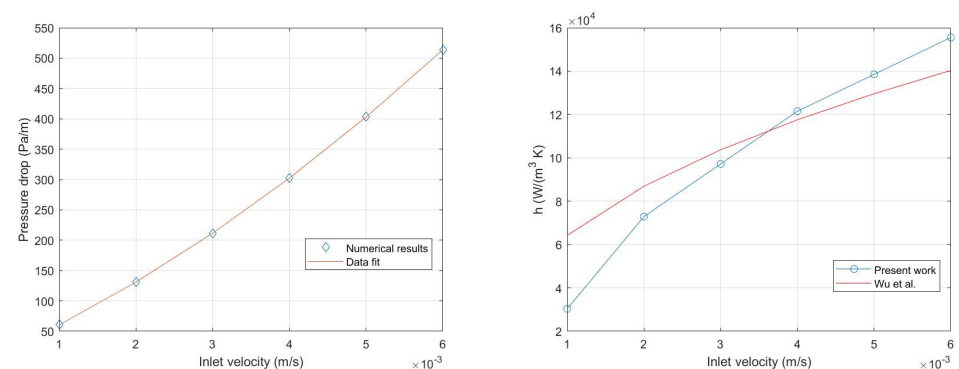 550
500
450
400
350
300
250
200
150
100
50
Pressure drop (Pa/m)
Numerical results
Data fit
1 2 3 4 5 6
Inlet velocity (m/s)
×10-3
×104
16
14
12
10
8
6
4
2
h (W/(m3 K)
Present work
Wu et al.
1 2 3 4 5 6
Inlet velocity (m/s)
×10-3